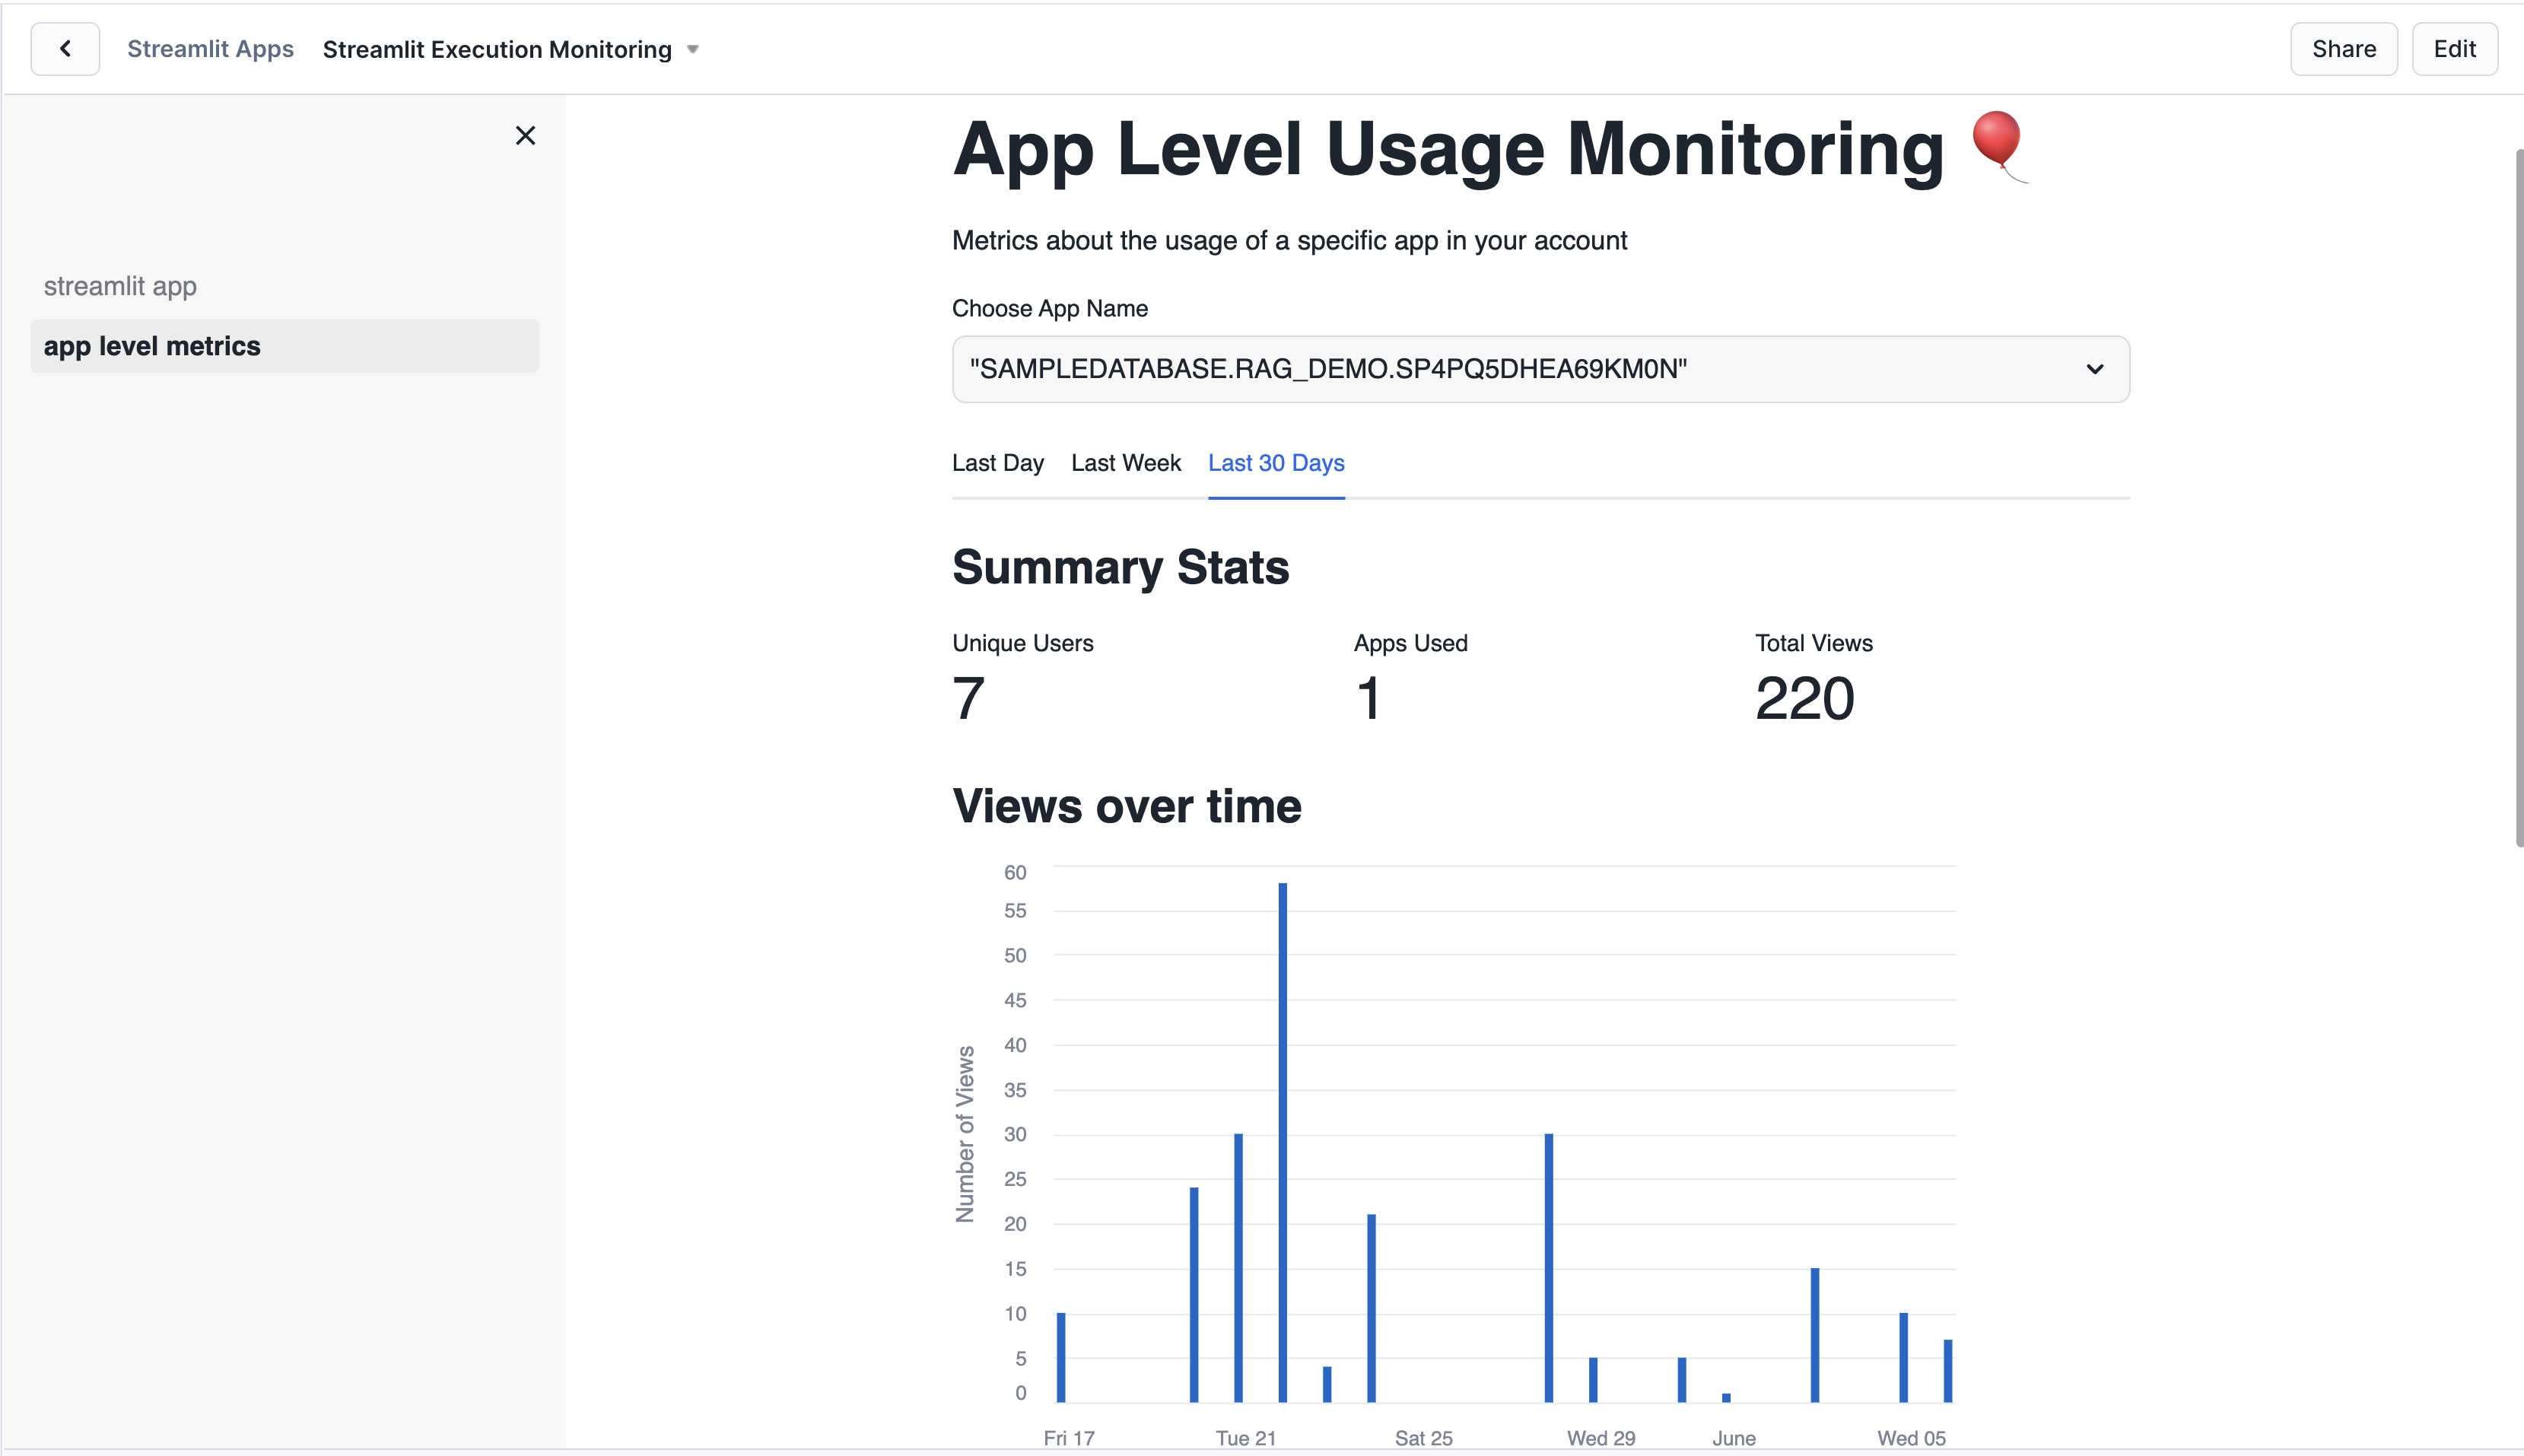 Streamlit Apps Streamlit Execution Monitoring Share Edit
streamlit app
app level metrics
App Level Usage Monitoring
Metrics about the usage of a specific app in your account
Choose App Name
"SAMPLEDATABASE.RAG_DEMO.SP4PQ5DHEA69KM0N"
Last Day Last Week Last 30 Days
Summary Stats
Unique Users Apps Used Total Views
7 1 220
Views over time
Number of Views
60
55
50
45
40
35
30
25
20
15
10
5
0
Fri 17 Tue 21 Sat 25 Wed 29 June Wed 05